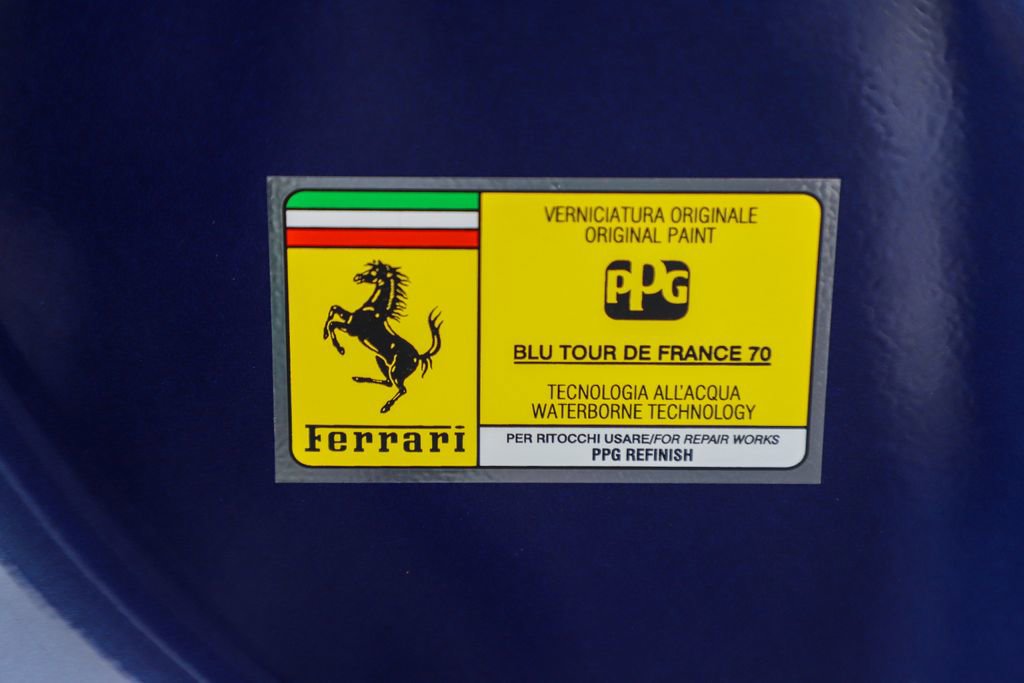 Ferrari
VERNICIATURA ORIGINALE
ORIGINAL PAINT
PPG
BLU TOUR DE FRANCE 70
TECNOLOGIA ALL'ACQUA
WATERBORNE TECHNOLOGY
PER RITOCCHI USARE/FOR REPAIR WORKS
PPG REFINISH